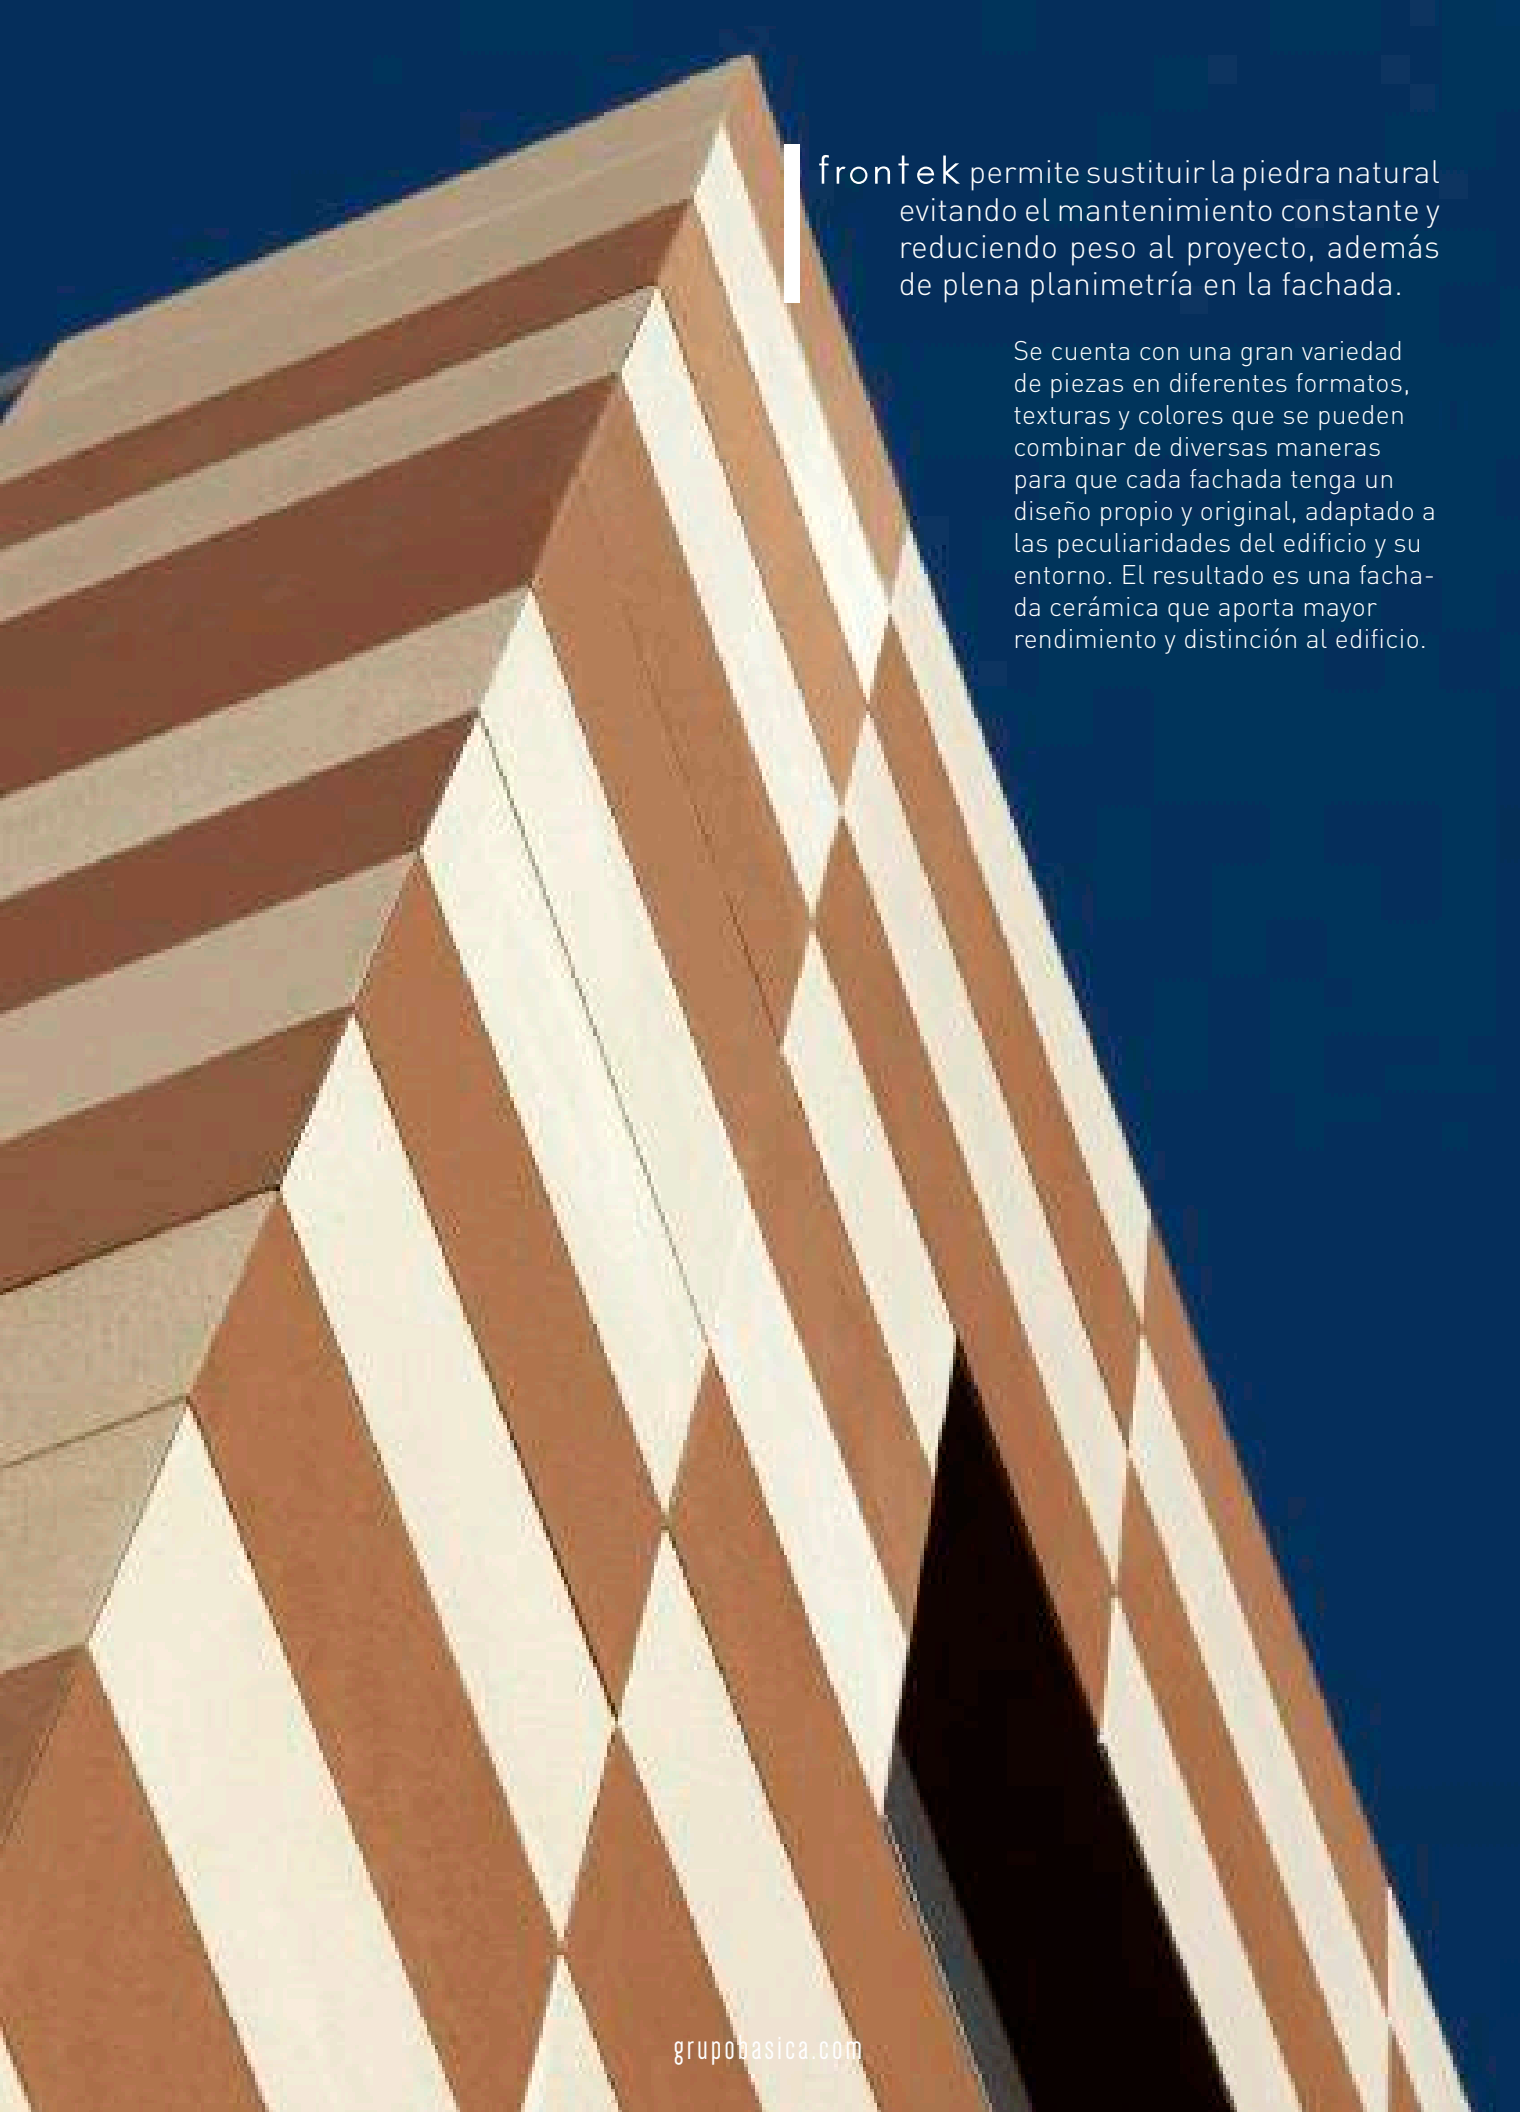 frontek permite sustituir la piedra natural
evitando el mantenimiento constante y
reduciendo peso al proyecto, además
de plena planimetría en la fachada.
Se cuenta con una gran variedad
de piezas en diferentes formatos,
texturas y colores que se pueden
combinar de diversas maneras
para que cada fachada tenga un
diseño propio y original, adaptado a
las peculiaridades del edificio y su
entorno. El resultado es una facha-
da cerámica que aporta mayor
rendimiento y distinción al edificio.
grupobasica.com